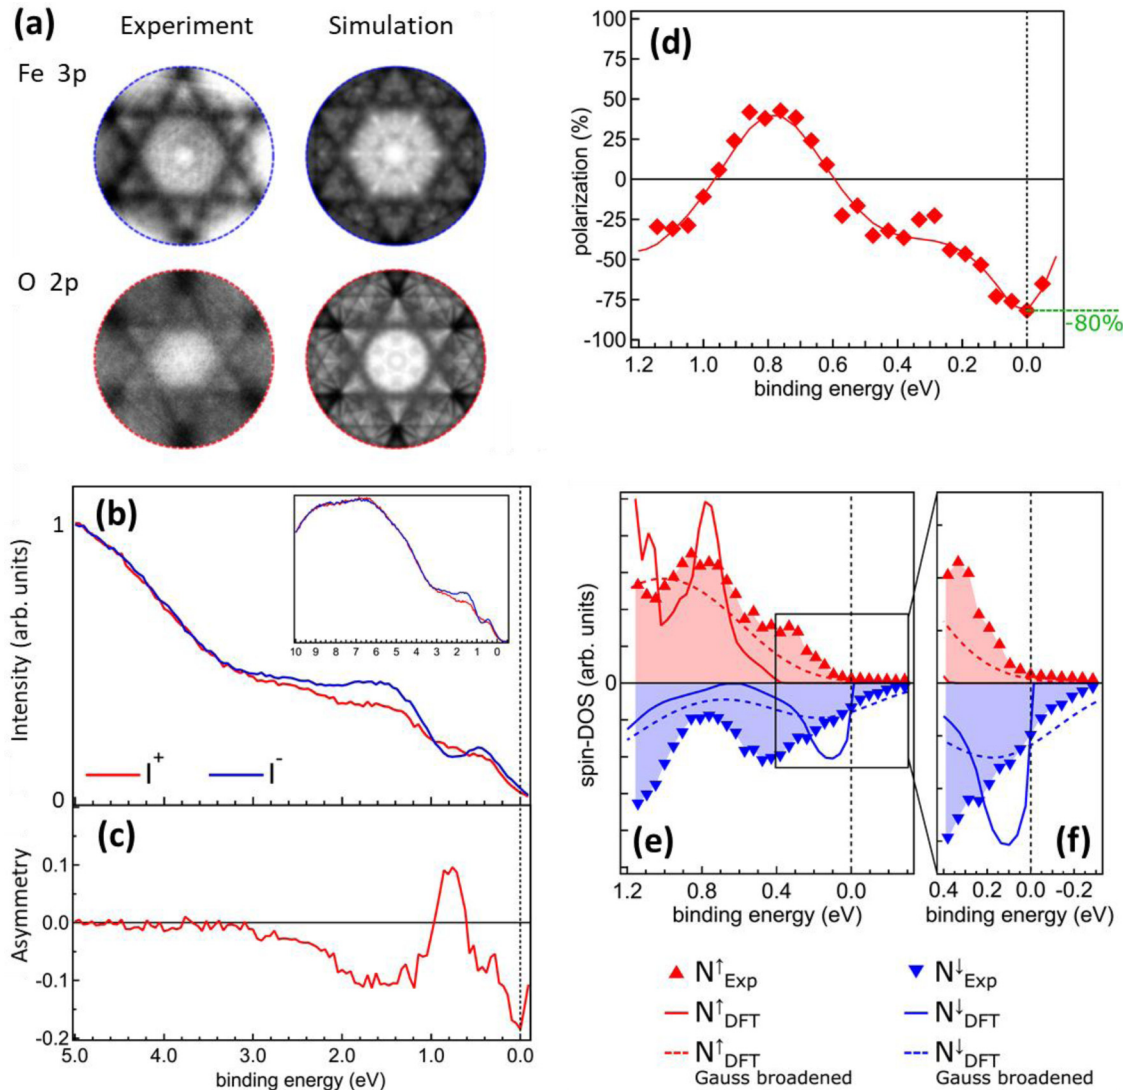 (a)
Experiment
Simulation
Fe 3p
O 2p
(d)
100
75
50
25
0
-25
-50
-75
-100
polarization (%)
1.2
1.0
0.8
0.6
0.4
0.2
0.0
binding energy (eV)
-80%
(b)
1
0
Intensity (arb. units)
I+
I-
10
9
8
7
6
5
4
3
2
1
0
(c)
0.1
0.0
-0.1
-0.2
Asymmetry
5.0
4.0
3.0
2.0
1.0
0.0
binding energy (eV)
(e)
0
spin-DOS (arb. units)
1.2
0.8
0.4
0.0
binding energy (eV)
(f)
0.4
0.2
0.0
-0.2
binding energy (eV)
N↑Exp
N↓Exp
N↑DFT
N↓DFT
N↑DFT
N↓DFT
Gauss broadened
Gauss broadened